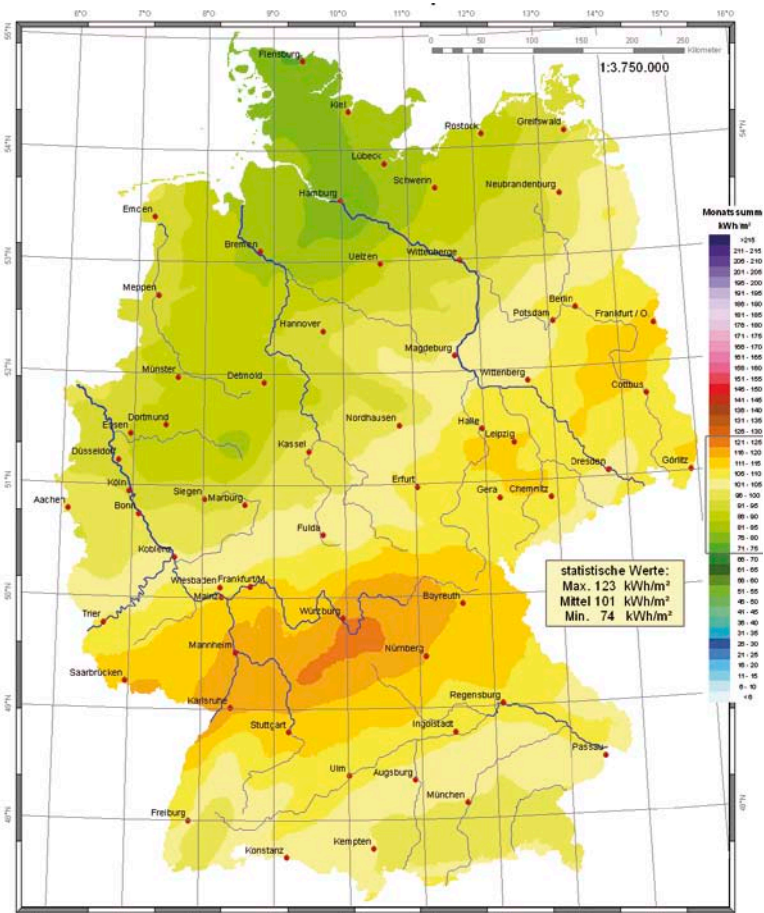 6°O 7°O 8°O 9°O 10°O 11°O 12°O 13°O 14°O 15°O 16°O
0 50 100 150 200 250
Kilometer
1:3.750.000
55°N
54°N
54°N
53°N
52°N
51°N
50°N
49°N
48°N
Flensburg
Kiel
Rostock
Greifswald
Lübeck
Schwerin
Neubrandenburg
Hamburg
Emden
Bremen
Uelzen
Wittenberge
Meppen
Berlin
Potsdam
Frankfurt / O.
Hannover
Magdeburg
Münster
Detmold
Wittenberg
Cottbus
Dortmund
Essen
Nordhausen
Halle
Leipzig
Düsseldorf
Kassel
Dresden
Görlitz
Köln
Aachen
Bonn
Siegen
Marburg
Erfurt
Gera
Chemnitz
Koblenz
Fulda
Wiesbaden
Frankfurt/M.
Mainz
Würzburg
Bayreuth
Trier
Mannheim
Nürnberg
Saarbrücken
Karlsruhe
Stuttgart
Regensburg
Ingolstadt
Passau
Ulm
Augsburg
München
Freiburg
Konstanz
Kempten
statistische Werte:
Max. 123 kWh/m²
Mittel 101 kWh/m²
Min. 74 kWh/m²
Monatssumm
kWh/m²
>215
211 - 215
206 - 210
201 - 205
196 - 200
191 - 195
186 - 190
181 - 185
176 - 180
171 - 175
166 - 170
161 - 165
156 - 160
151 - 155
146 - 150
141 - 145
136 - 140
131 - 135
126 - 130
121 - 125
116 - 120
111 - 115
106 - 110
101 - 105
96 - 100
91 - 95
86 - 90
81 - 85
76 - 80
71 - 75
66 - 70
61 - 65
56 - 60
51 - 55
46 - 50
41 - 45
36 - 40
31 - 35
26 - 30
21 - 25
16 - 20
11 - 15
6 - 10